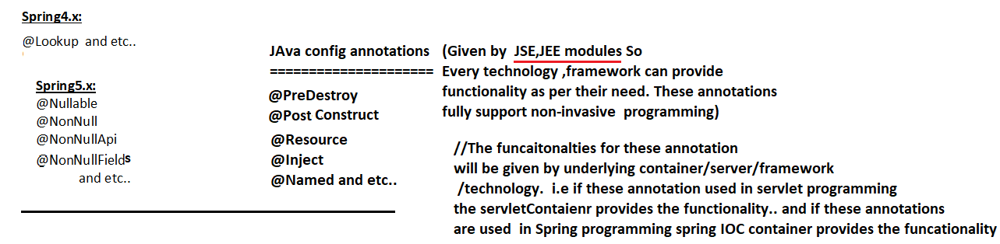 Spring4.x:
@Lookup and etc..
Spring5.x:
@Nullable
@NonNull
@NonNullApi
@NonNullFields
and etc..
JAva config annotations
=====================
@PreDestroy
@Post Construct
@Resource
@Inject
@Named and etc..
(Given by JSE,JEE modules So
Every technology ,framework can provide
functionality as per their need. These annotations
fully support non-invasive programming)
//The funcaitonalties for these annotation
will be given by underlying container/server/framework
/technology. i.e if these annotation used in servlet programming
the servletContaienr provides the functionality.. and if these annotations
are used in Spring programming spring IOC container provides the funcationality